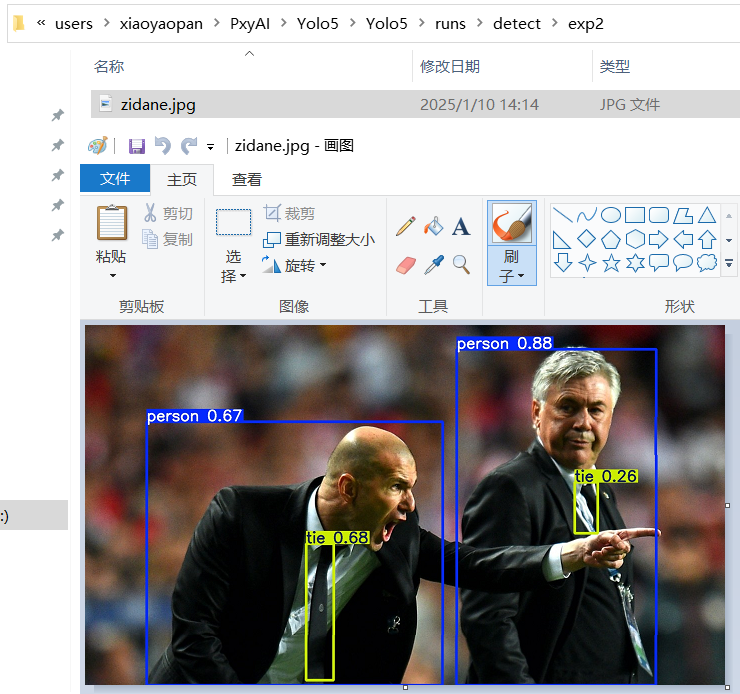 « users > xiaoyaopan > PxyAI > Yolo5 > Yolo5 > runs > detect > exp2
名称 修改日期 类型
zidane.jpg 2025/1/10 14:14 JPG 文件
zidane.jpg - 画图
文件 主页 查看
粘贴
剪切
复制
剪贴板
选择
裁剪
重新调整大小
旋转
图像
A
工具
刷子
形状
:)
person 0.88
person 0.67
tie 0.26
tie 0.68